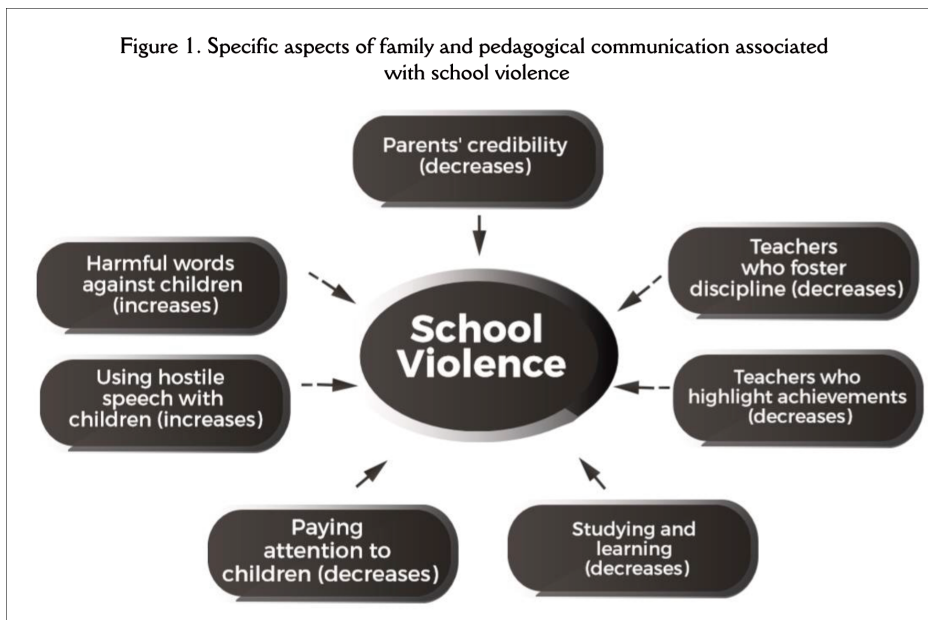 Figure 1. Specific aspects of family and pedagogical communication associated
with school violence
Parents' credibility
(decreases)
Harmful words
against children
(increases)
Teachers
who foster
discipline (decreases)
School
Violence
Using hostile
speech with
children (increases)
Teachers who
highlight achievements
(decreases)
Paying
attention to
children (decreases)
Studying and
learning
(decreases)